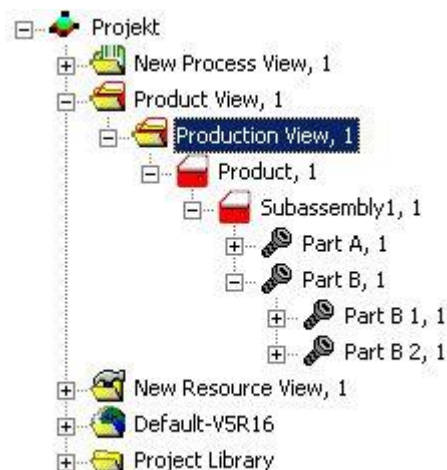 Projekt
New Process View, 1
Product View, 1
Production View, 1
Product, 1
Subassembly1, 1
Part A, 1
Part B, 1
Part B 1, 1
Part B 2, 1
New Resource View, 1
Default-V5R16
Project Library